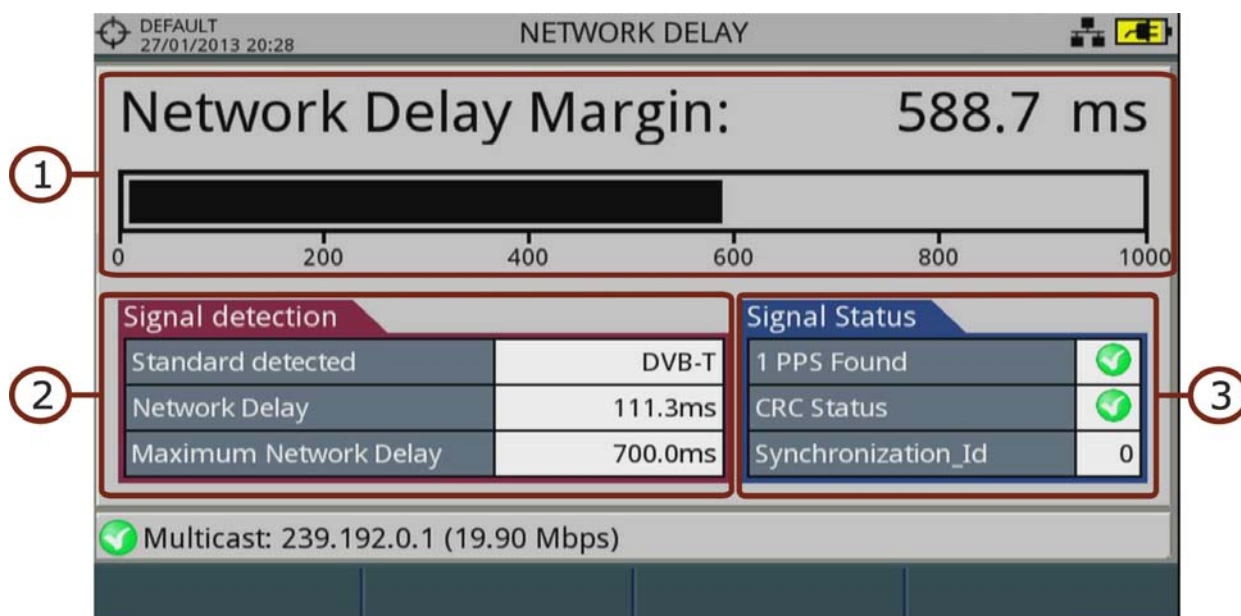 DEFAULT
27/01/2013 20:28
NETWORK DELAY
Network Delay Margin: 588.7 ms
1
0 200 400 600 800 1000
Signal detection
Standard detected DVB-T
Network Delay 111.3ms
Maximum Network Delay 700.0ms
2
Signal Status
1 PPS Found
CRC Status
Synchronization_Id 0
3
Multicast: 239.192.0.1 (19.90 Mbps)